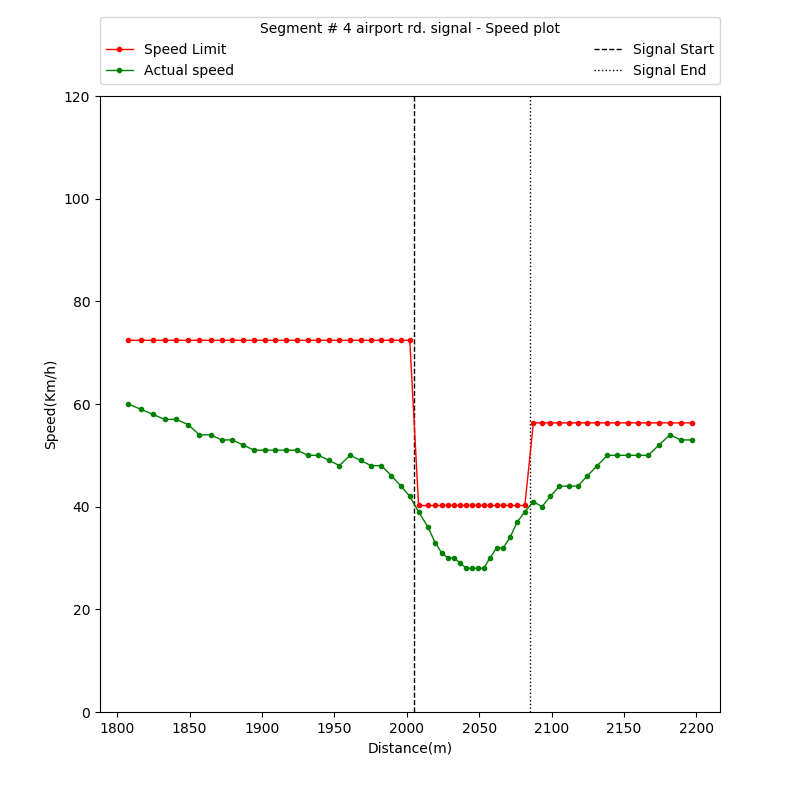 Segment # 4 airport rd. signal - Speed plot
Speed Limit
Actual speed
Signal Start
Signal End
120
100
80
60
40
20
0
Speed(Km/h)
1800 1850 1900 1950 2000 2050 2100 2150 2200
Distance(m)